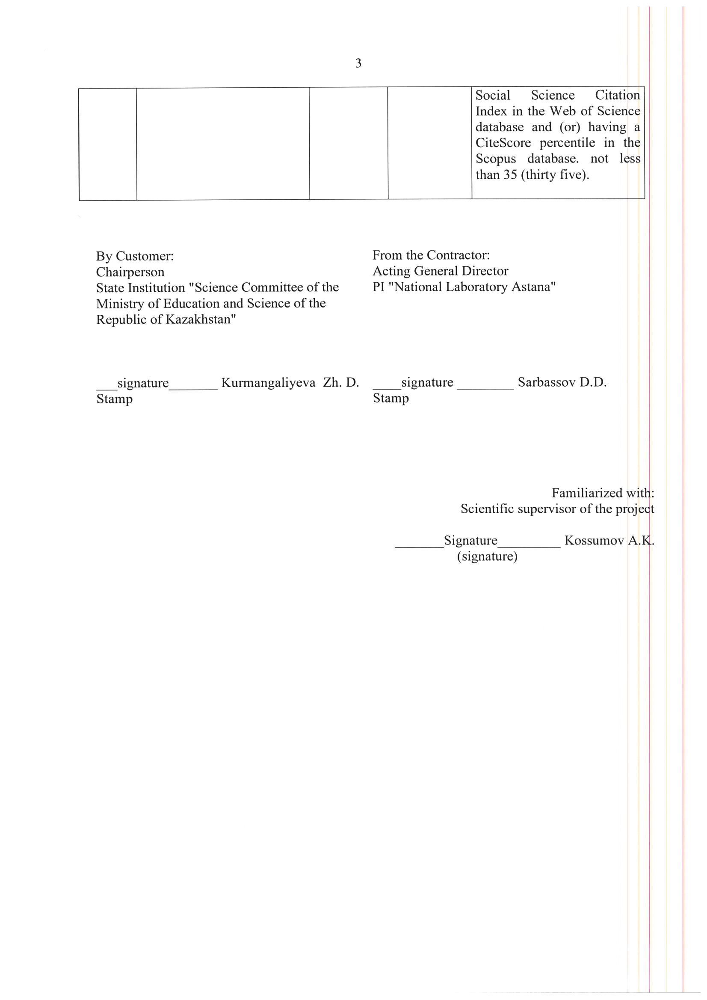 3
Social Science Citation
Index in the Web of Science
database and (or) having a
CiteScore percentile in the
Scopus database. not less
than 35 (thirty five).
By Customer:
Chairperson
State Institution "Science Committee of the
Ministry of Education and Science of the
Republic of Kazakhstan"
From the Contractor:
Acting General Director
PI "National Laboratory Astana"
___signature_______ Kurmangaliyeva Zh. D.
Stamp
____signature ________ Sarbassov D.D.
Stamp
Familiarized with:
Scientific supervisor of the project
_______Signature_________ Kossumov A.K.
(signature)